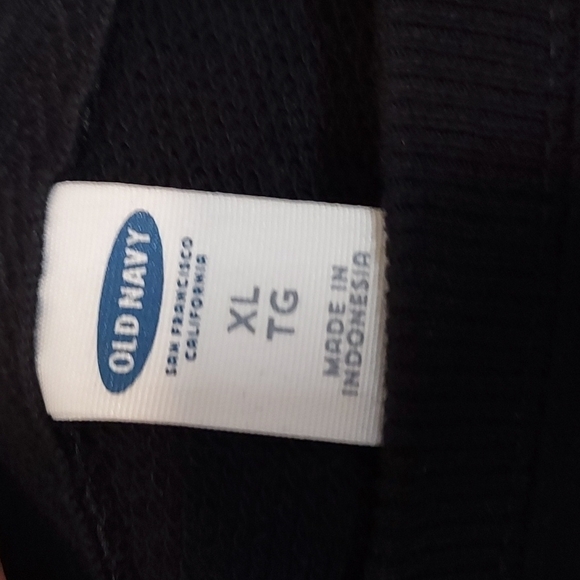 OLD NAVY
SAN FRANCISCO
CALIFORNIA
XL
TG
MADE IN
INDONESIA